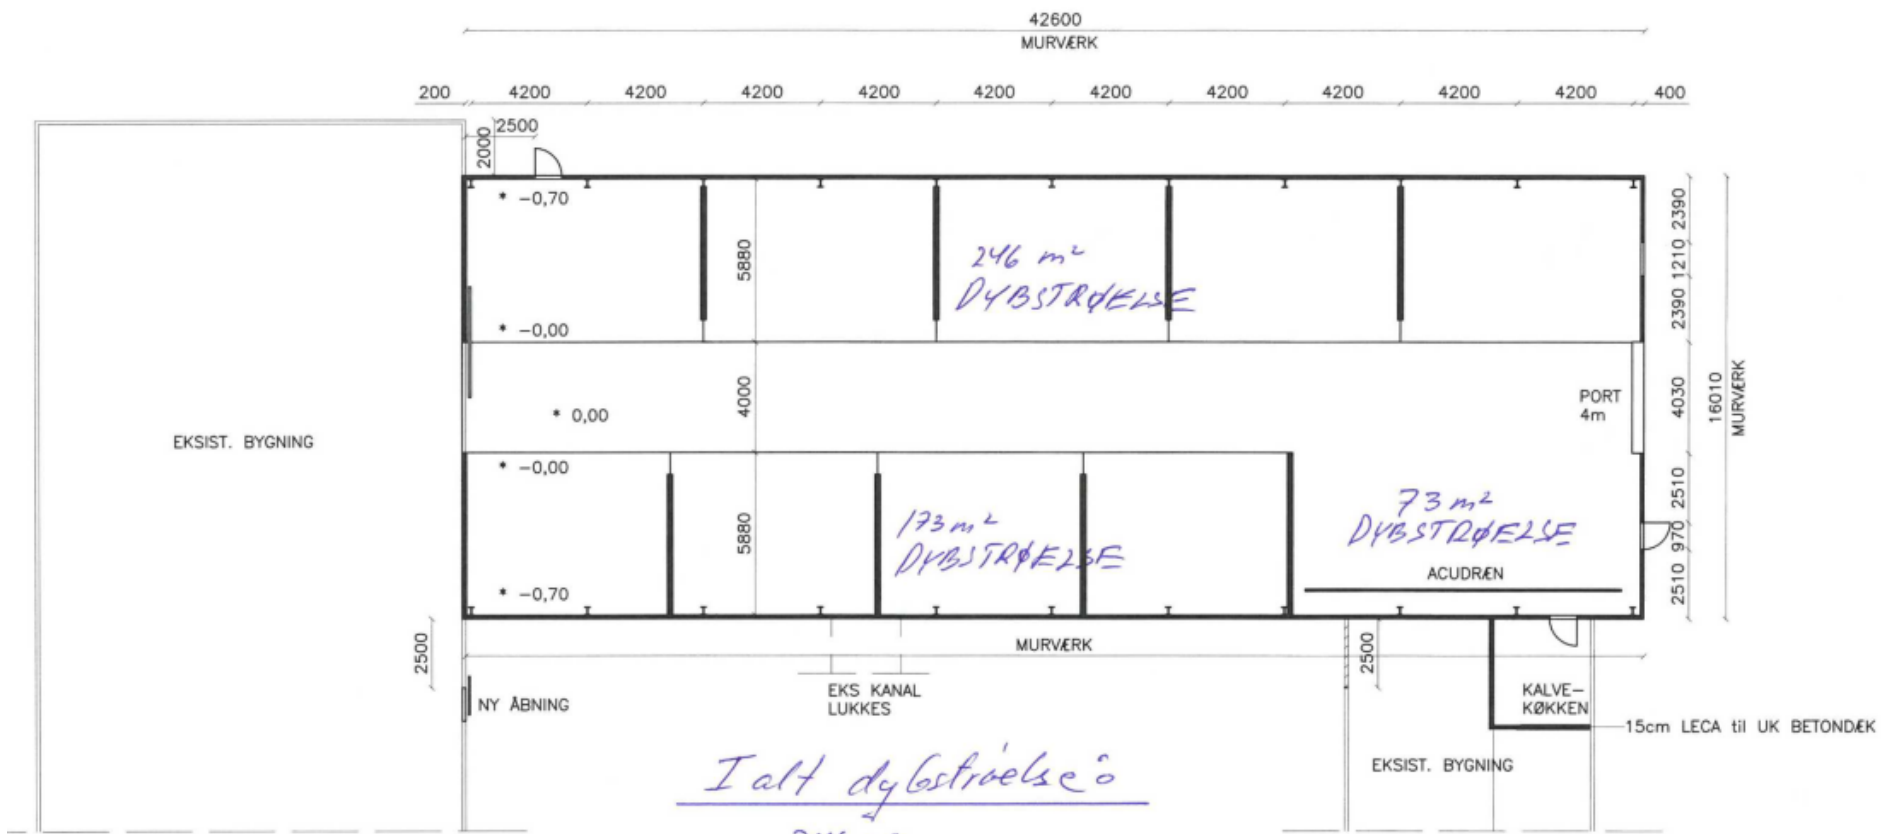 42600
MURVÆRK
200 4200 4200 4200 4200 4200 4200 4200 4200 4200 4200 400
2500
2000
* -0,70
5880
246 m²
DYBSTRØELSE
2390
1210
2390
* -0,00
4000
* 0,00
PORT
4m
4030
16010
MURVÆRK
EKSIST. BYGNING
* -0,00
5880
173 m²
DYBSTRØELSE
73 m²
DYBSTRØELSE
2510
970
2510
ACUDRÆN
* -0,70
2500
MURVÆRK
2500
NY ÅBNING
EKS KANAL
LUKKES
KALVE-
KØKKEN
15cm LECA til UK BETONDÆK
EKSIST. BYGNING
I alt dybstrøelse: